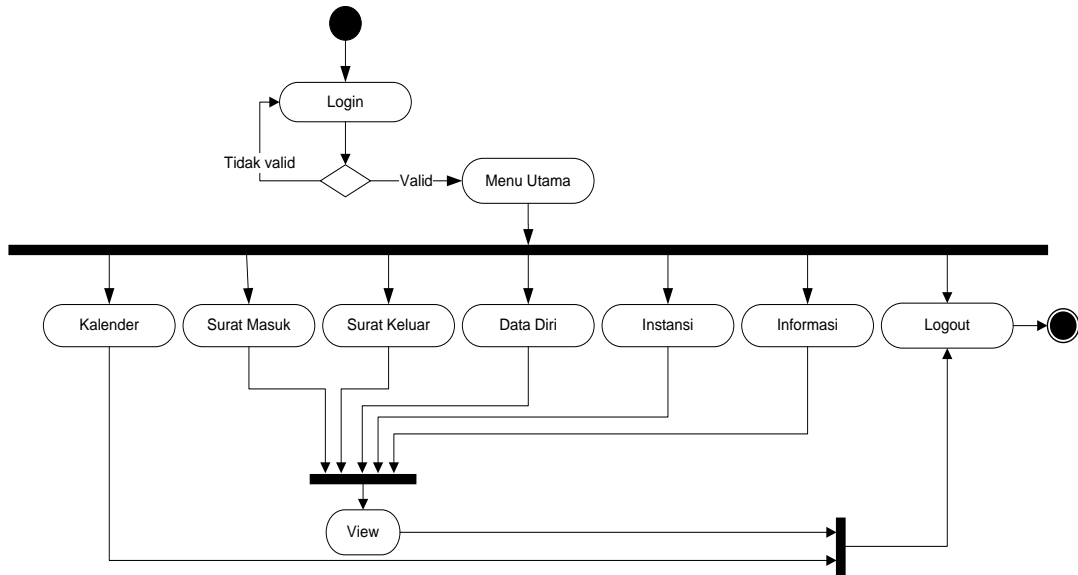 Login
Tidak valid
Valid
Menu Utama
Kalender
Surat Masuk
Surat Keluar
Data Diri
Instansi
Informasi
Logout
View